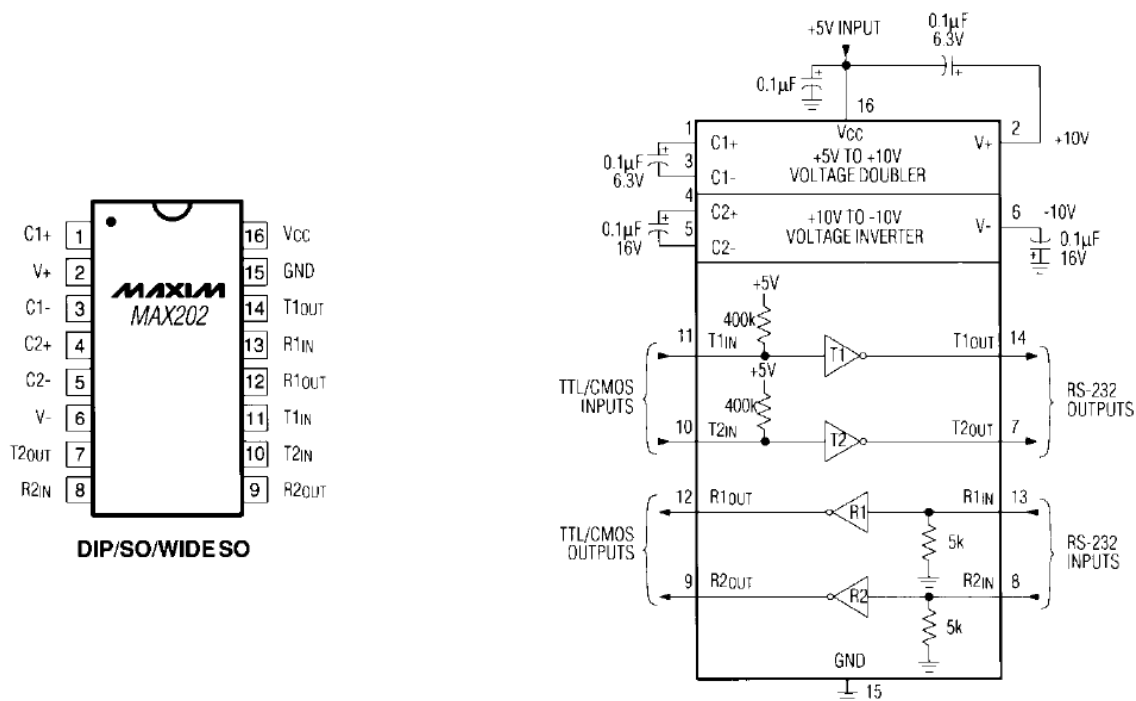 C1+ 1
V+ 2
C1- 3
C2+ 4
C2- 5
V- 6
T2OUT 7
R2IN 8
MAXIM
MAX202
16 VCC
15 GND
14 T1OUT
13 R1IN
12 R1OUT
11 T1IN
10 T2IN
9 R2OUT
DIP/SO/WIDE SO
+5V INPUT
0.1µF
6.3V
0.1µF
16
1
C1+
VCC
+5V TO +10V
VOLTAGE DOUBLER
V+
2
+10V
0.1µF
6.3V
3
C1-
4
C2+
+10V TO -10V
VOLTAGE INVERTER
V-
6
-10V
0.1µF
16V
5
C2-
0.1µF
16V
+5V
400k
11
T1IN
T1
T1OUT
14
+5V
400k
TTL/CMOS
INPUTS
RS-232
OUTPUTS
10
T2IN
T2
T2OUT
7
12
R1OUT
R1
R1IN
13
5k
TTL/CMOS
OUTPUTS
RS-232
INPUTS
9
R2OUT
R2
R2IN
8
5k
GND
15